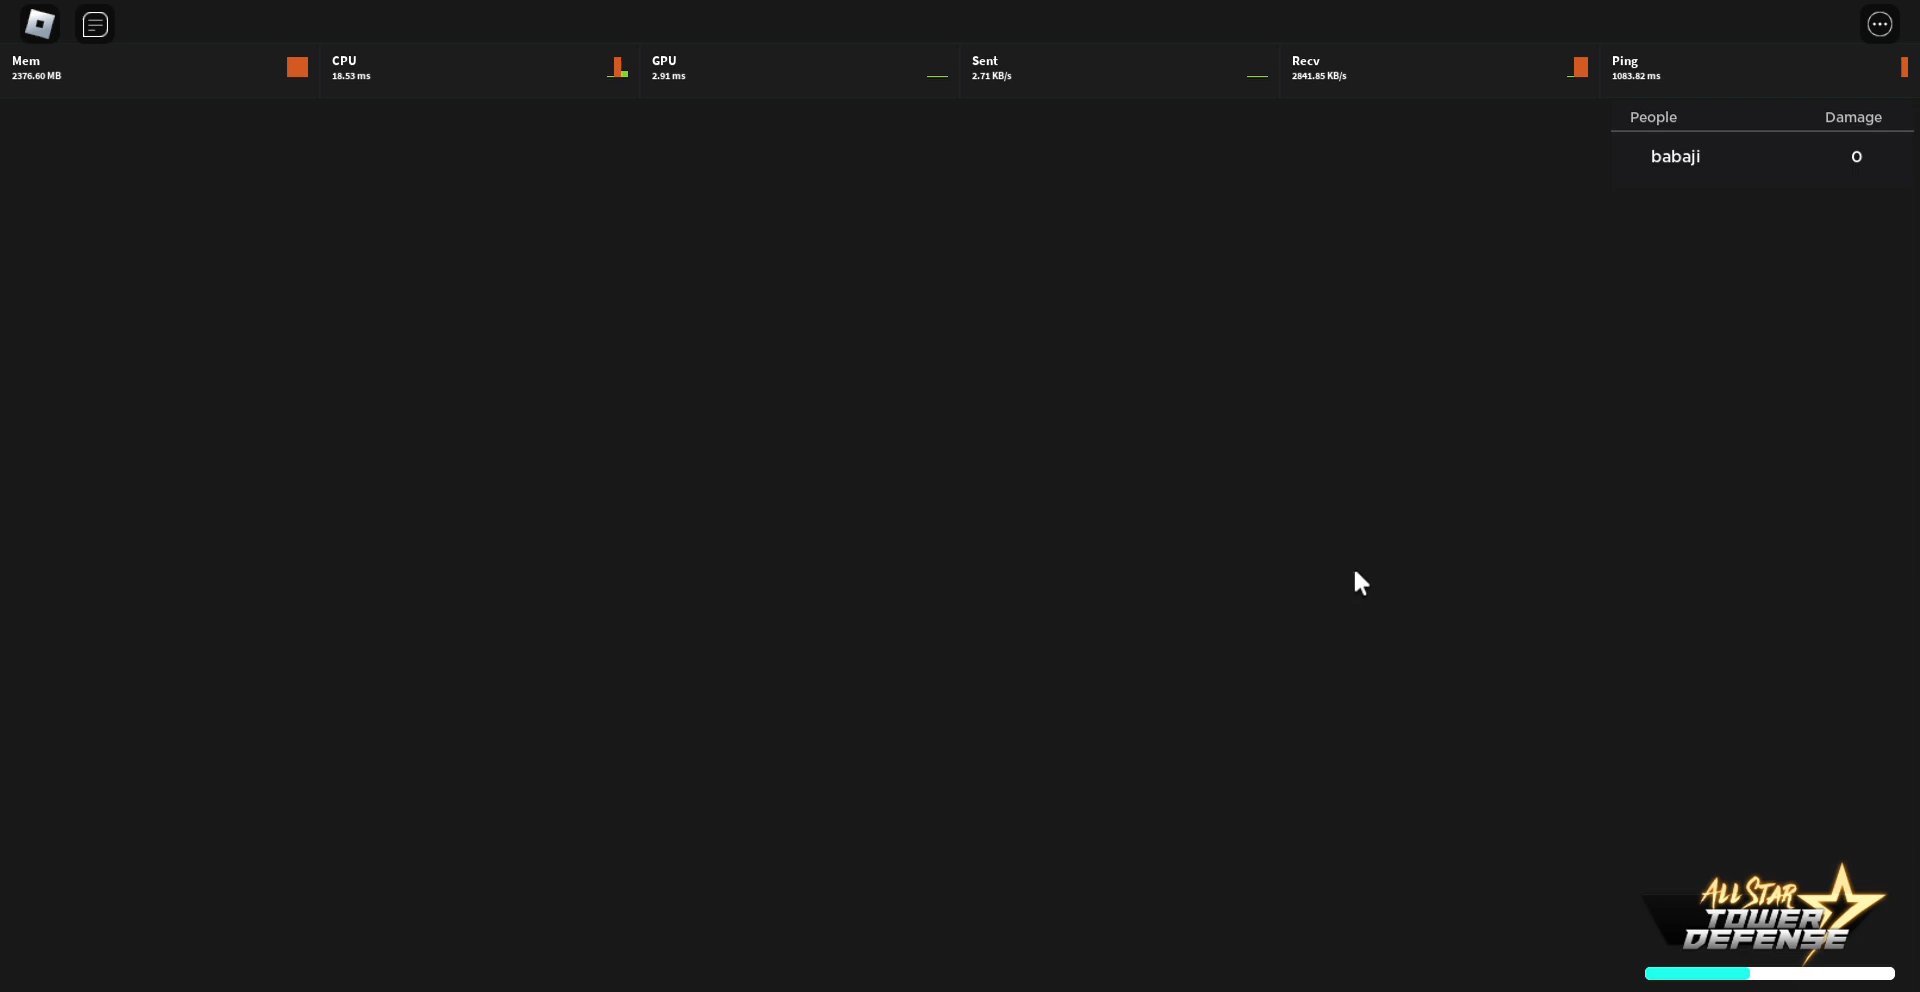 Mem
2376.60 MB
CPU
18.53 ms
GPU
2.91 ms
Sent
2.71 KB/s
Recv
2841.85 KB/s
Ping
1083.82 ms
People Damage
babaji 0
ALL STAR
TOWER
DEFENSE